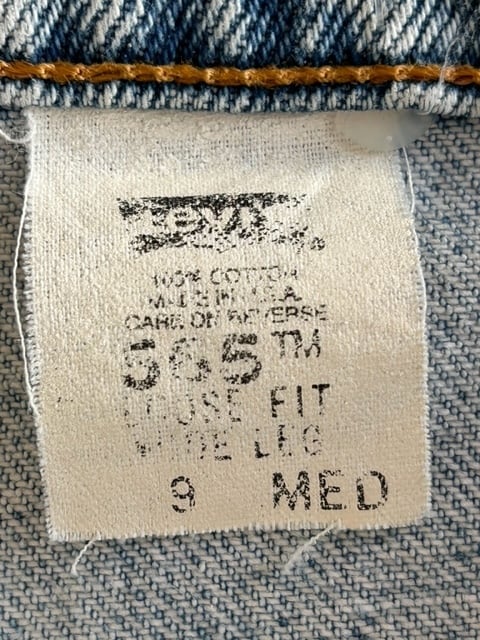 Levi's
100% COTTON
MADE IN U.S.A.
CARE ON REVERSE
565™
LOOSE FIT
WIDE LEG
9 MED